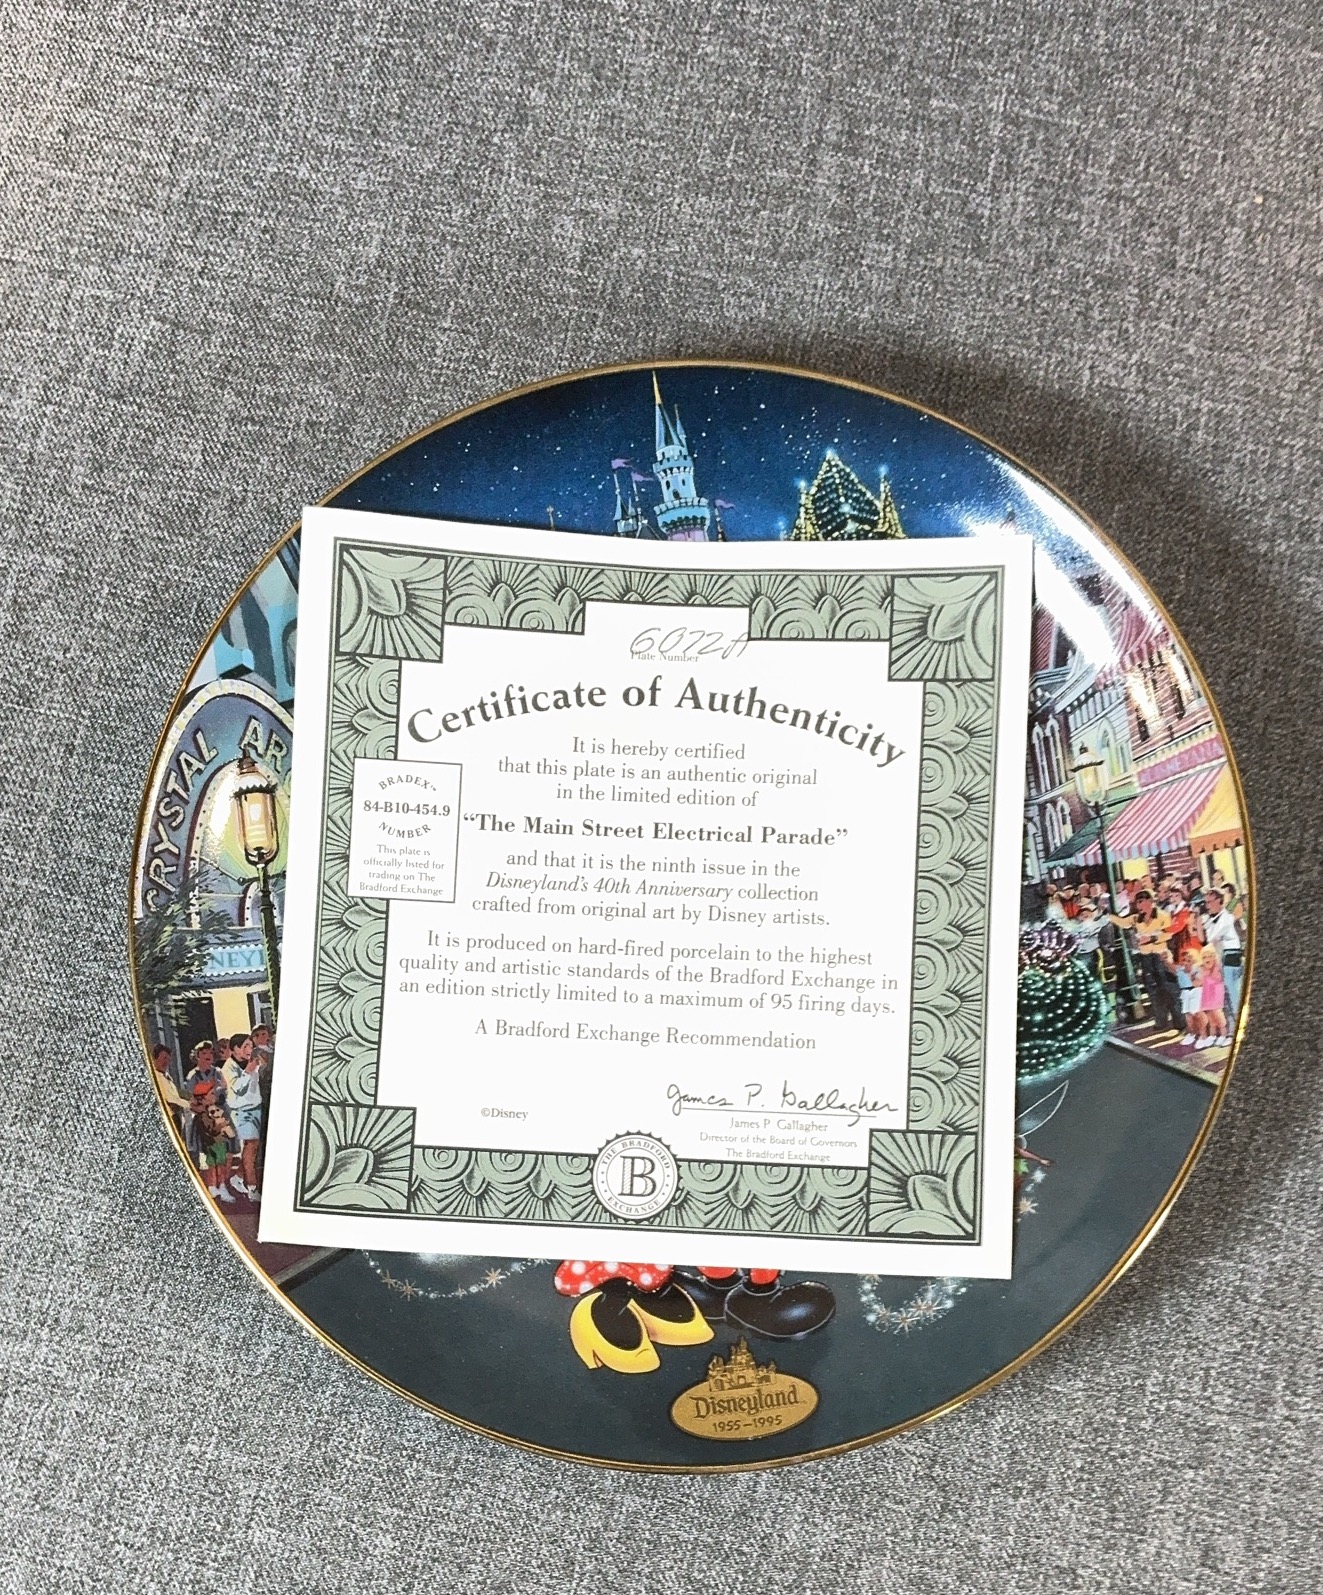 6072A
Plate Number
Certificate of Authenticity
It is hereby certified
that this plate is an authentic original
in the limited edition of
"The Main Street Electrical Parade"
and that it is the ninth issue in the
Disneyland's 40th Anniversary collection
crafted from original art by Disney artists.
It is produced on hard-fired porcelain to the highest
quality and artistic standards of the Bradford Exchange in
an edition strictly limited to a maximum of 95 firing days.
A Bradford Exchange Recommendation
BRADEX™
84-B10-454.9
NUMBER
This plate is
officially listed for
trading on The
Bradford Exchange
©Disney
James P. Gallagher
James P. Gallagher
Director of the Board of Governors
The Bradford Exchange
THE BRADFORD
B
EXCHANGE
CRYSTAL AR
NEYL
Disneyland
1955-1995